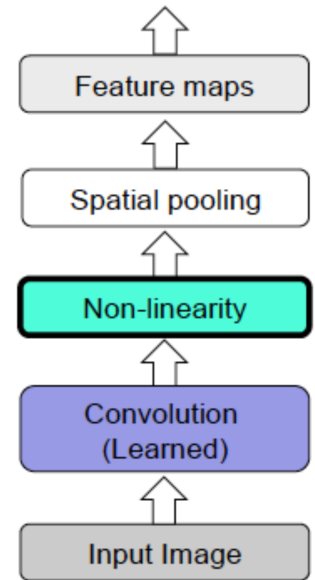 Feature maps
Spatial pooling
Non-linearity
Convolution
(Learned)
Input Image